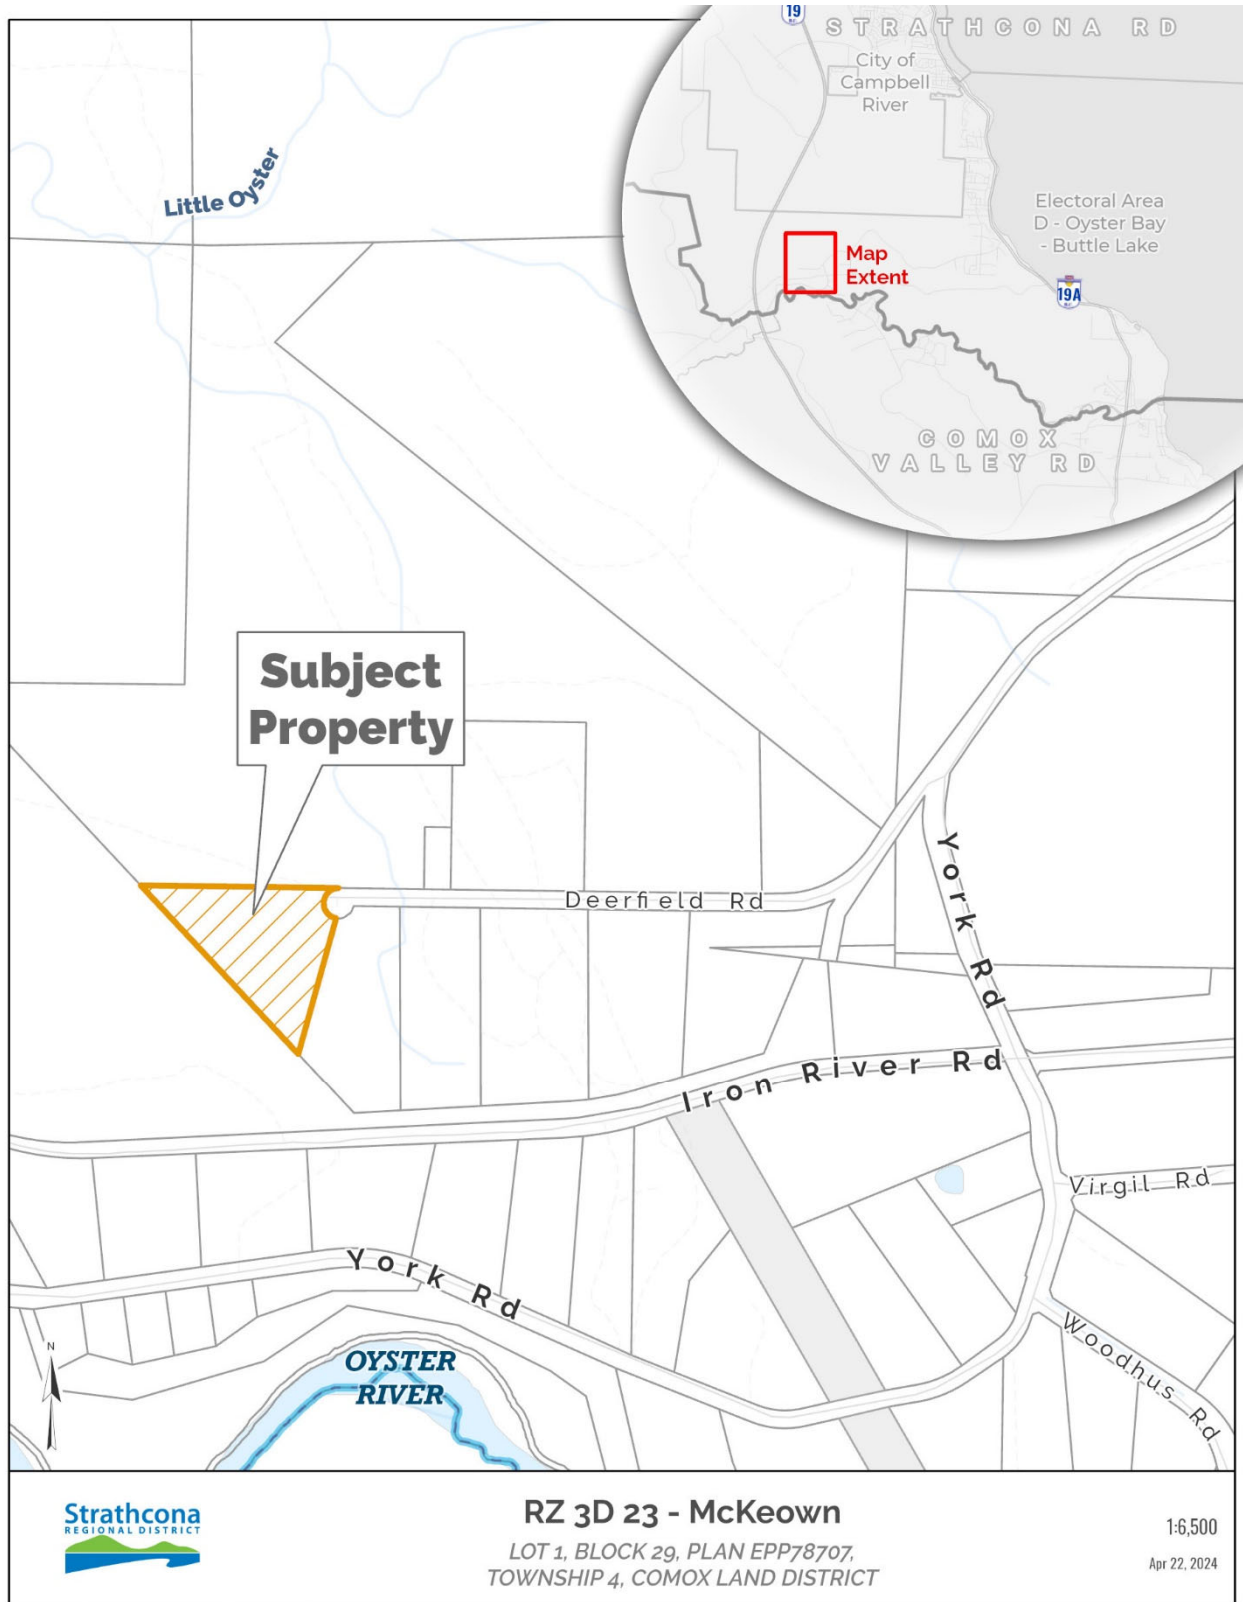 19
STRATHCONA RD
City of
Campbell
River
Electoral Area
D - Oyster Bay
- Buttle Lake
Map
Extent
19A
COMOX
VALLEY RD
Little Oyster
Subject
Property
Deerfield Rd
York Rd
Iron River Rd
Virgil Rd
York Rd
Woodhus Rd
N
OYSTER
RIVER
Strathcona
REGIONAL DISTRICT
RZ 3D 23 - McKeown
LOT 1, BLOCK 29, PLAN EPP78707,
TOWNSHIP 4, COMOX LAND DISTRICT
1:6,500
Apr 22, 2024